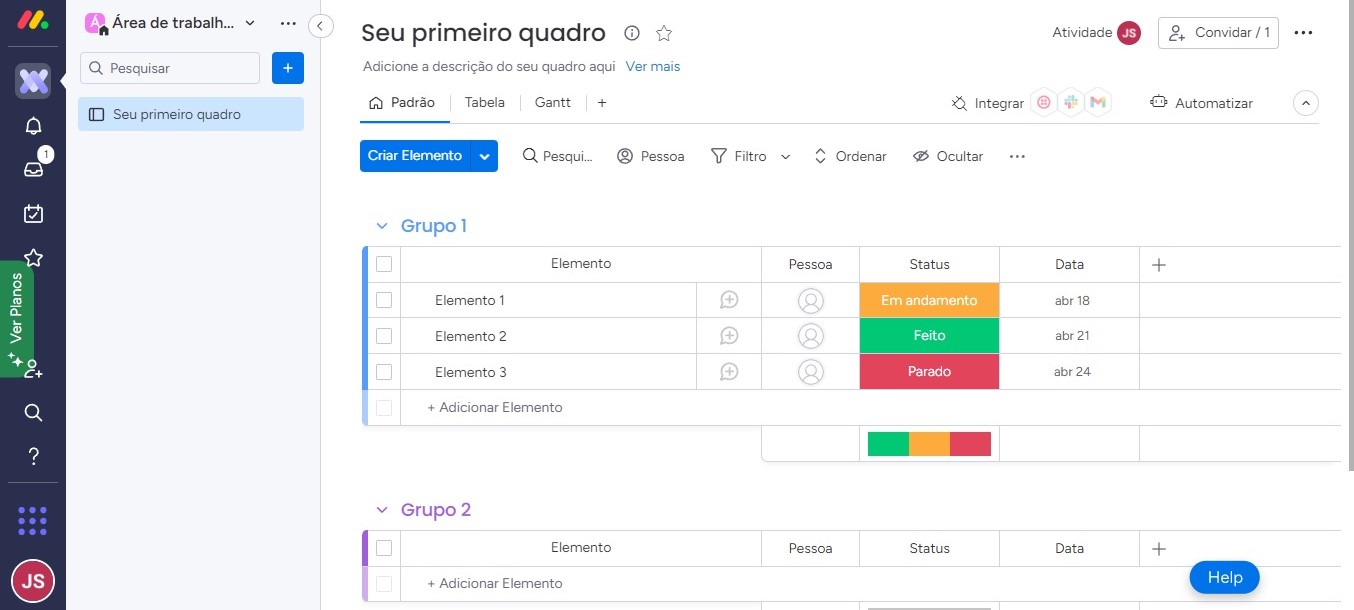 Á Área de trabalh...
Pesquisar
+
Seu primeiro quadro
1
Ver Planos
?
JS
Seu primeiro quadro
Atividade JS
Convidar / 1
Adicione a descrição do seu quadro aqui Ver mais
Padrão
Tabela
Gantt
+
Integrar
Automatizar
Criar Elemento
Pesqui...
Pessoa
Filtro
Ordenar
Ocultar
Grupo 1
Elemento Pessoa Status Data +
Elemento 1 Em andamento abr 18
Elemento 2 Feito abr 21
Elemento 3 Parado abr 24
+ Adicionar Elemento
Grupo 2
Elemento Pessoa Status Data +
+ Adicionar Elemento
Help